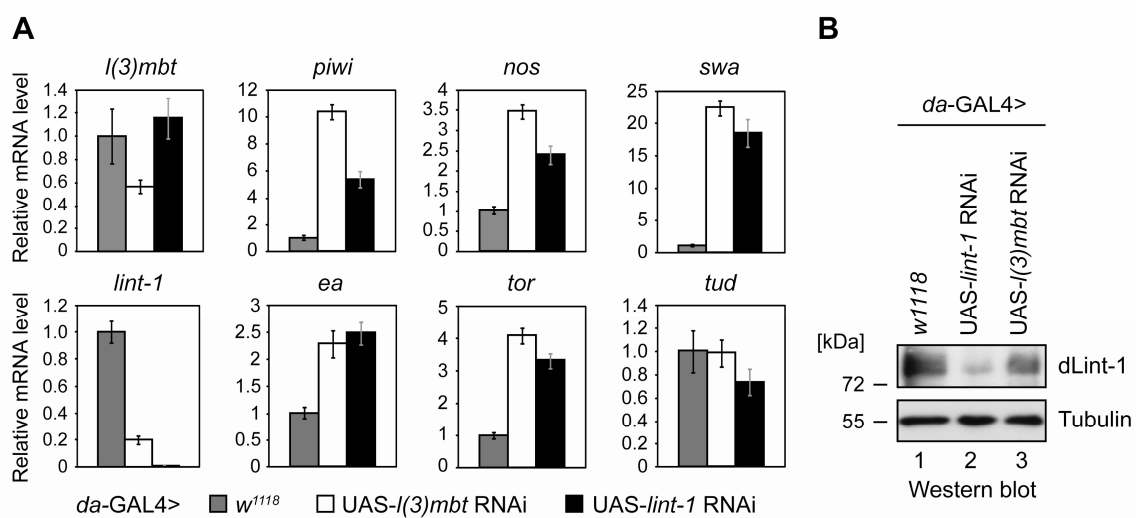 A
B
l(3)mbt
piwi
nos
swa
Relative mRNA level
1.4
1.2
1.0
0.8
0.6
0.4
0.2
0
12
10
8
6
4
2
0
4
3.5
3
2.5
2
1.5
1
0.5
0
25
20
15
10
5
0
lint-1
ea
tor
tud
Relative mRNA level
1.2
1.0
0.8
0.6
0.4
0.2
0
3
2.5
2
1.5
1
0.5
0
5
4
3
2
1
0
1.4
1.2
1.0
0.8
0.6
0.4
0.2
0
da-GAL4> w1118 UAS-l(3)mbt RNAi UAS-lint-1 RNAi
da-GAL4>
w1118
UAS-lint-1 RNAi
UAS-l(3)mbt RNAi
[kDa]
72
dLint-1
55
Tubulin
1 2 3
Western blot